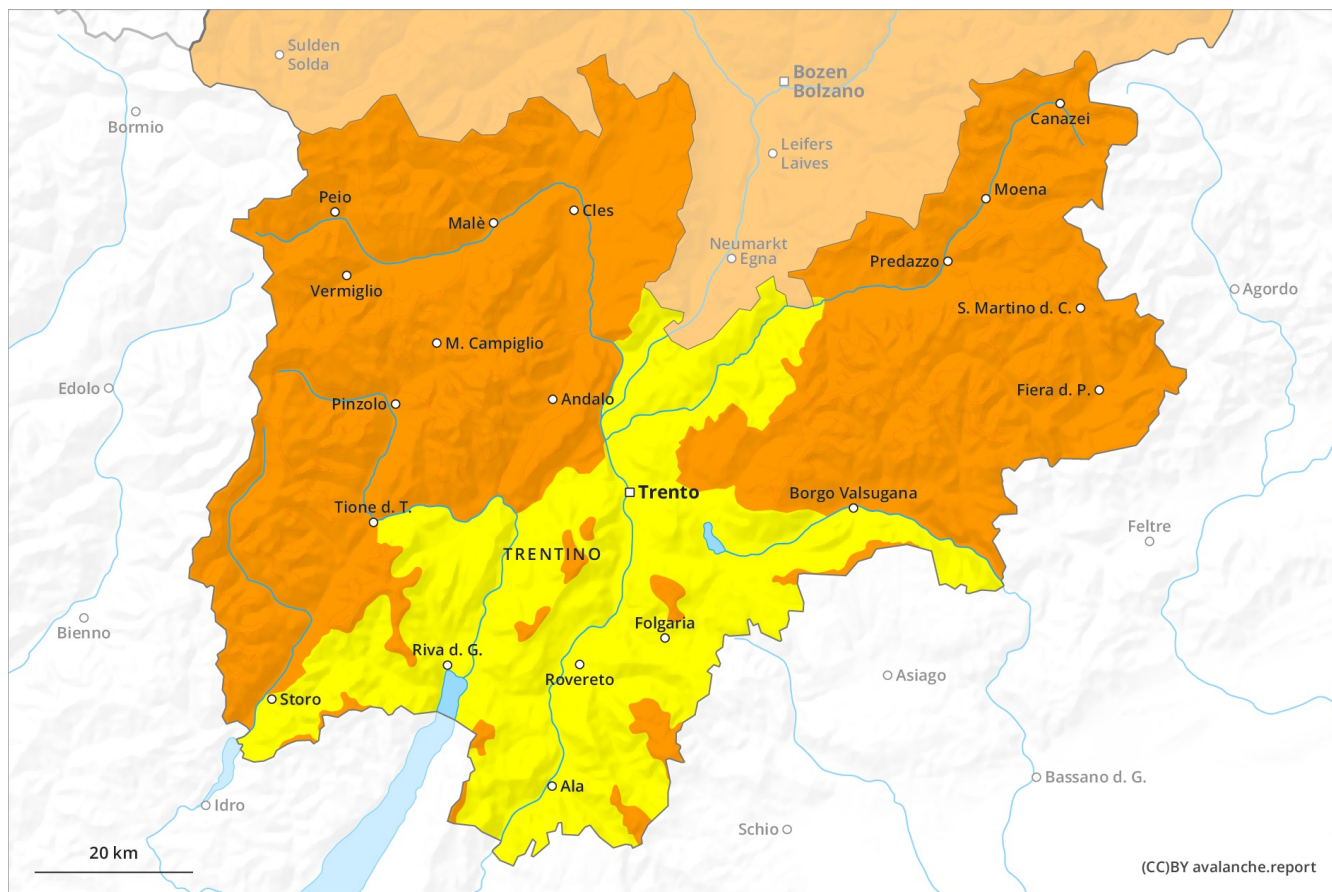 Sulden
Solda
Bozen
Bolzano
Bormio
Canazei
Leifers
Laives
Peio
Moena
Malè
Cles
Neumarkt
Egna
Predazzo
Vermiglio
Agordo
S. Martino d. C.
M. Campiglio
Edolo
Fiera d. P.
Pinzolo
Andalo
Trento
Borgo Valsugana
Tione d. T.
Feltre
TRENTINO
Bienno
Folgaria
Riva d. G.
Asiago
Rovereto
Storo
Bassano d. G.
Ala
Idro
Schio
20 km
(CC)BY avalanche.report